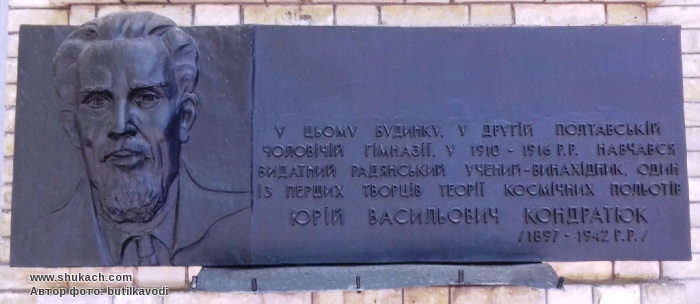 У ЦЬОМУ БУДИНКУ, У ДРУГІЙ ПОЛТАВСЬКІЙ
ЧОЛОВІЧІЙ ГІМНАЗІЇ, У 1910 - 1916 Р.Р. НАВЧАВСЯ
ВИДАТНИЙ РАДЯНСЬКИЙ УЧЕНИЙ-ВИНАХІДНИК, ОДИН
ІЗ ПЕРШИХ ТВОРЦІВ ТЕОРІЇ КОСМІЧНИХ ПОЛЬОТІВ
ЮРІЙ ВАСИЛЬОВИЧ КОНДРАТЮК
/1897 - 1942 Р.Р./
www.shukach.com
Автор фото: butilkavodi